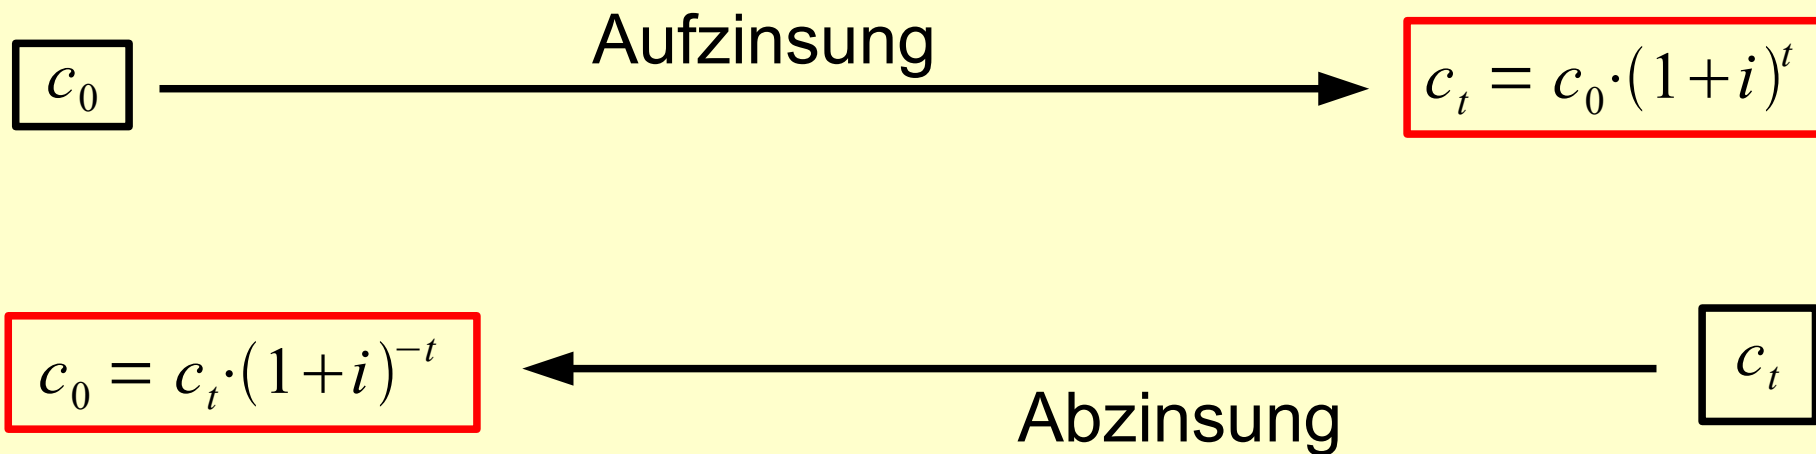 Aufzinsung
c₀
cₜ = c₀·(1+i)ᵗ
c₀ = cₜ·(1+i)⁻ᵗ
cₜ
Abzinsung